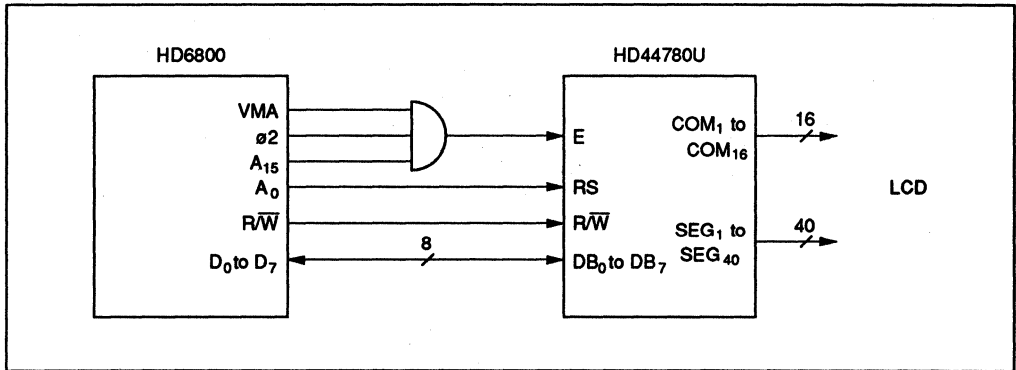 HD6800
HD44780U
VMA
ø2
A15
A0
R/W̅
D0 to D7
8
E
RS
R/W̅
DB0 to DB7
COM1 to
COM16
SEG1 to
SEG40
16
40
LCD